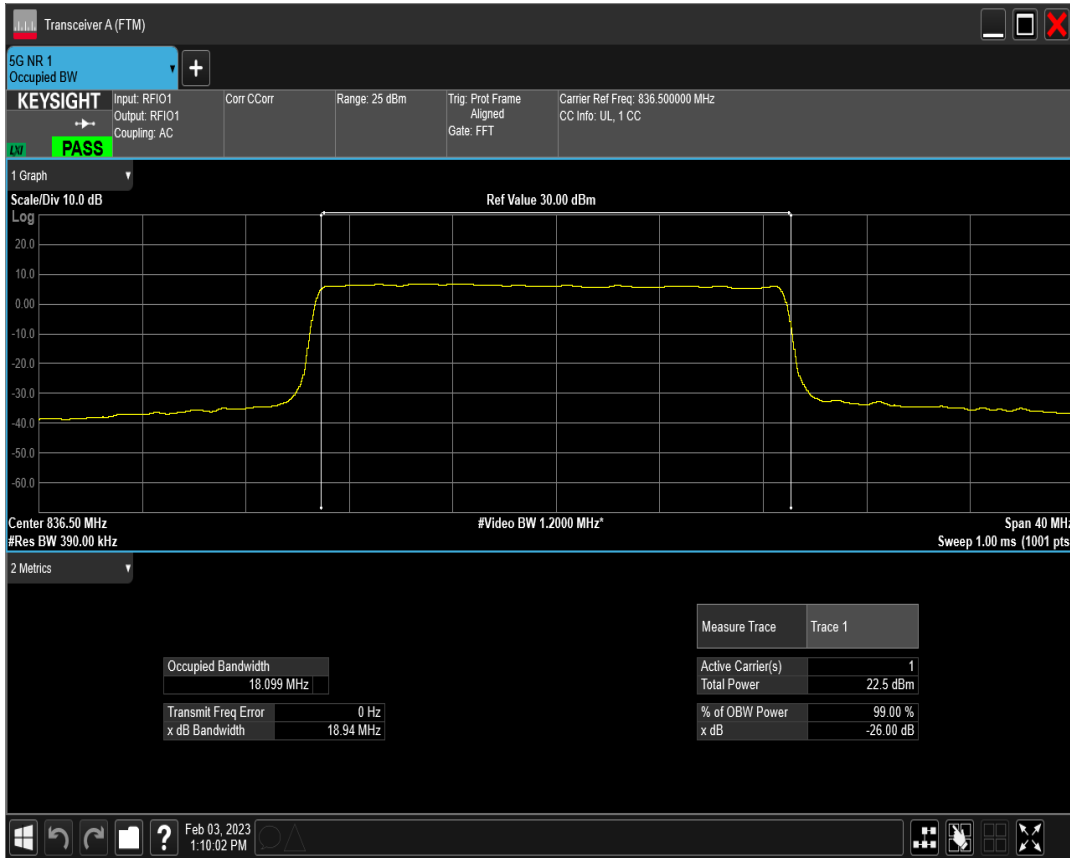 Transceiver A (FTM)
5G NR 1
Occupied BW
+
KEYSIGHT
Input: RFIO1
Output: RFIO1
Coupling: AC
Corr CCorr
Range: 25 dBm
Trig: Prot Frame
Aligned
Gate: FFT
Carrier Ref Freq: 836.500000 MHz
CC Info: UL, 1 CC
LXI
PASS
1 Graph
Scale/Div 10.0 dB
Ref Value 30.00 dBm
Log
20.0
10.0
0.00
-10.0
-20.0
-30.0
-40.0
-50.0
-60.0
Center 836.50 MHz
#Video BW 1.2000 MHz*
Span 40 MHz
#Res BW 390.00 kHz
Sweep 1.00 ms (1001 pts
2 Metrics
Measure Trace Trace 1
Occupied Bandwidth
18.099 MHz
Active Carrier(s) 1
Total Power 22.5 dBm
Transmit Freq Error 0 Hz
x dB Bandwidth 18.94 MHz
% of OBW Power 99.00 %
x dB -26.00 dB
?
Feb 03, 2023
1:10:02 PM